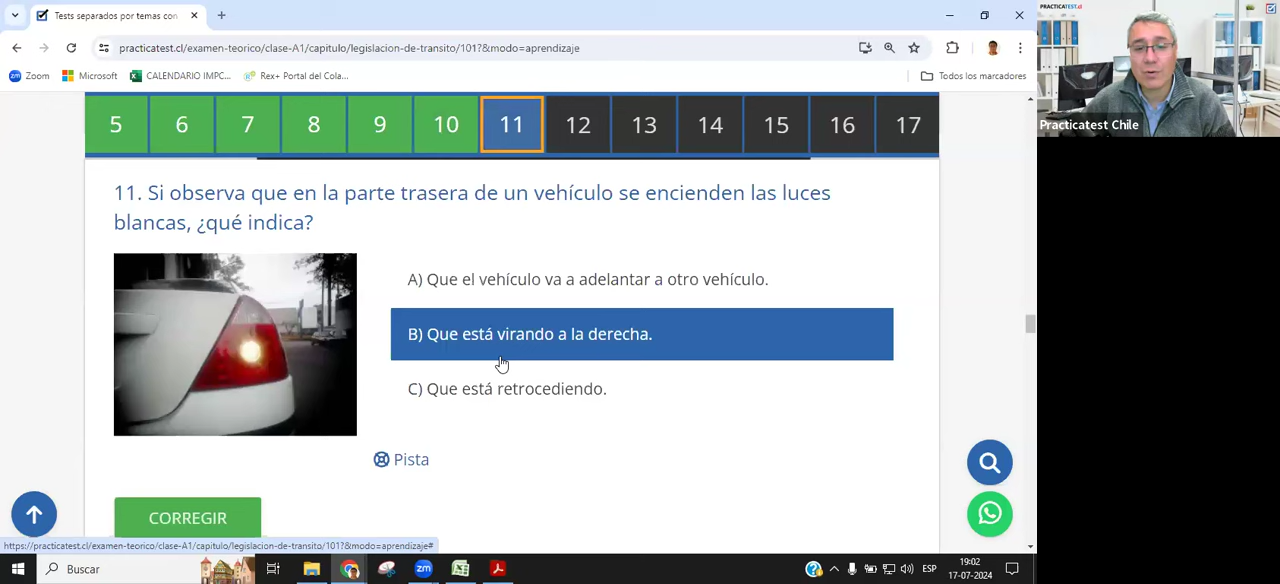 Tests separados por temas con
practicatest.cl/examen-teorico/clase-A1/capitulo/legislacion-de-transito/101?&modo=aprendizaje
Zoom
Microsoft
CALENDARIO IMPC...
Rex+ Portal del Cola...
Todos los marcadores
PRACTICATEST.cl
Practicatest Chile
5 6 7 8 9 10 11 12 13 14 15 16 17
11. Si observa que en la parte trasera de un vehículo se encienden las luces
blancas, ¿qué indica?
A) Que el vehículo va a adelantar a otro vehículo.
B) Que está virando a la derecha.
C) Que está retrocediendo.
Pista
CORREGIR
https://practicatest.cl/examen-teorico/clase-A1/capitulo/legislacion-de-transito/101?&modo=aprendizaje#
Buscar
zm
ESP
19:02
17-07-2024